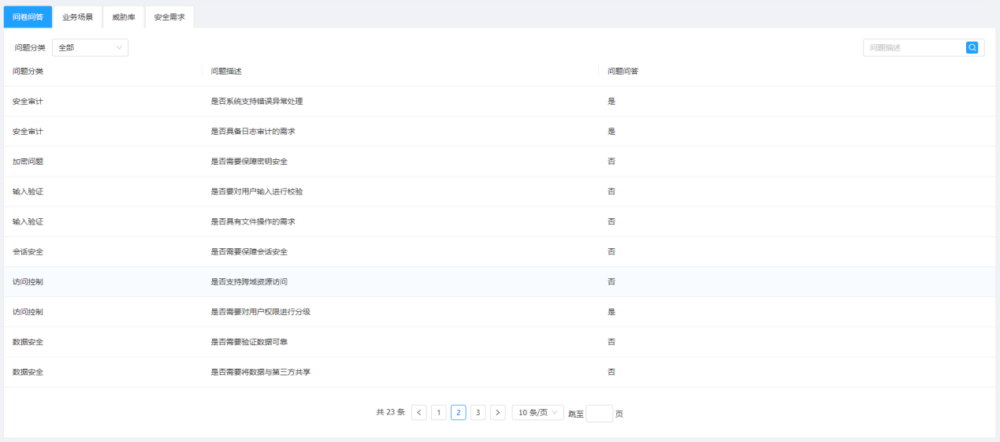 问卷问答 业务场景 威胁库 安全需求
问题分类 全部 问题描述
问题分类 问题描述 问题问答
安全审计 是否系统支持错误异常处理 是
安全审计 是否具备日志审计的需求 是
加密问题 是否需要保障密钥安全 否
输入验证 是否要对用户输入进行校验 否
输入验证 是否具有文件操作的需求 否
会话安全 是否需要保障会话安全 否
访问控制 是否支持跨域资源访问 否
访问控制 是否需要对用户权限进行分级 是
数据安全 是否需要验证数据可靠 否
数据安全 是否需要将数据与第三方共享 否
共 23 条 < 1 2 3 > 10 条/页 跳至 页